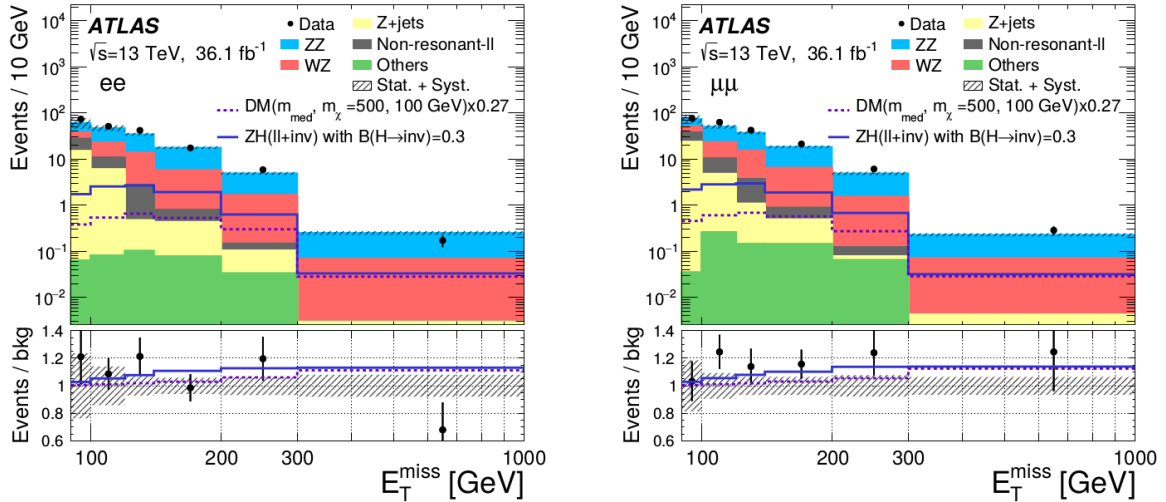 ATLAS
√s=13 TeV, 36.1 fb⁻¹
ee
Data
ZZ
WZ
Z+jets
Non-resonant-ll
Others
Stat. + Syst.
DM(m_med, m_χ =500, 100 GeV)x0.27
ZH(ll+inv) with B(H→inv)=0.3
Events / 10 GeV
10⁴
10³
10²
10
1
10⁻¹
10⁻²
Events / bkg
1.4
1.2
1
0.8
0.6
100 200 300 1000
E_T^miss [GeV]
ATLAS
√s=13 TeV, 36.1 fb⁻¹
μμ
Data
ZZ
WZ
Z+jets
Non-resonant-ll
Others
Stat. + Syst.
DM(m_med, m_χ =500, 100 GeV)x0.27
ZH(ll+inv) with B(H→inv)=0.3
Events / 10 GeV
10⁴
10³
10²
10
1
10⁻¹
10⁻²
Events / bkg
1.4
1.2
1
0.8
0.6
100 200 300 1000
E_T^miss [GeV]